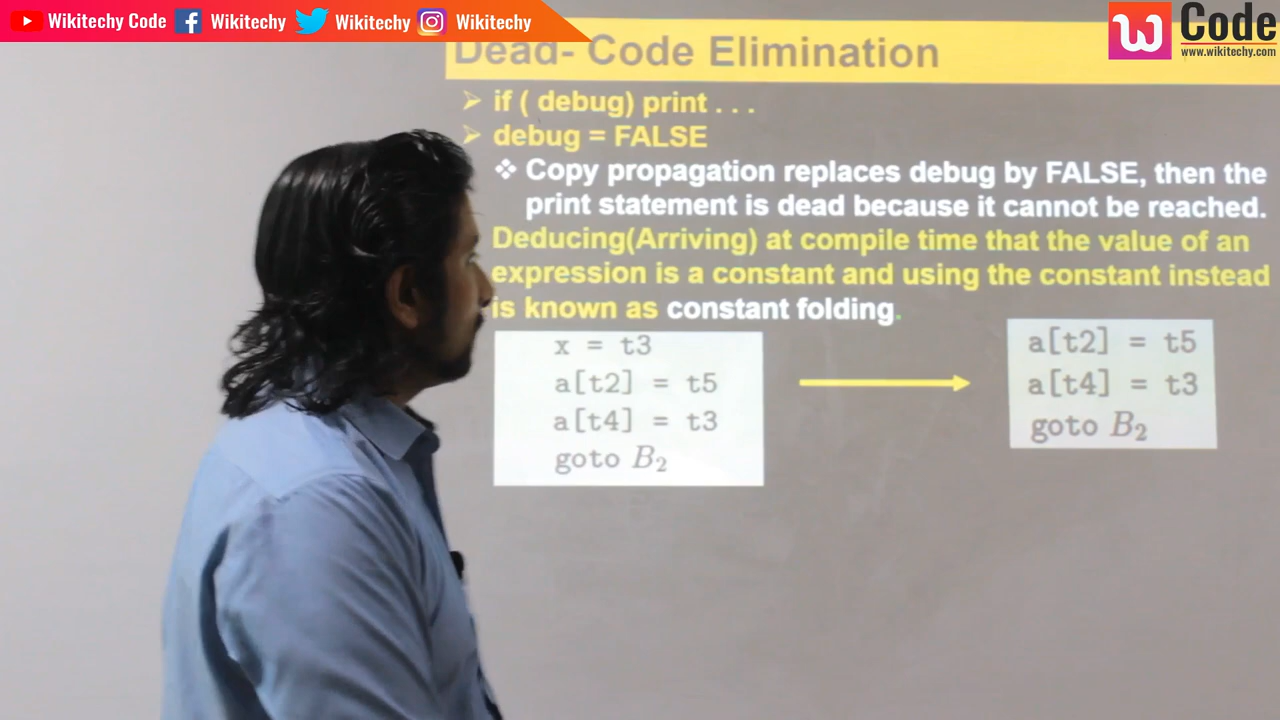 Wikitechy Code Wikitechy Wikitechy Wikitechy
W Code
www.wikitechy.com
Dead- Code Elimination
➢ if ( debug) print . . .
➢ debug = FALSE
❖ Copy propagation replaces debug by FALSE, then the
print statement is dead because it cannot be reached.
Deducing(Arriving) at compile time that the value of an
expression is a constant and using the constant instead
is known as constant folding.
x = t3
a[t2] = t5
a[t4] = t3
goto B₂
a[t2] = t5
a[t4] = t3
goto B₂